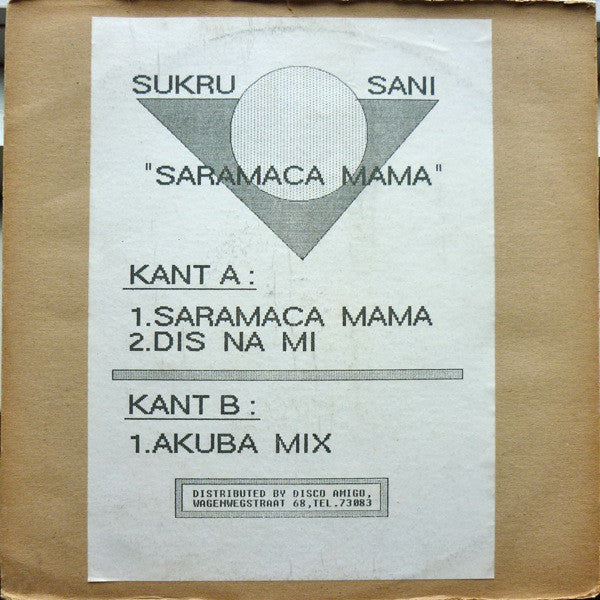 SUKRU SANI
"SARAMACA MAMA"
KANT A :
1.SARAMACA MAMA
2.DIS NA MI
KANT B :
1.AKUBA MIX
DISTRIBUTED BY DISCO AMIGO,
WAGENWEGSTRAAT 68,TEL.73083